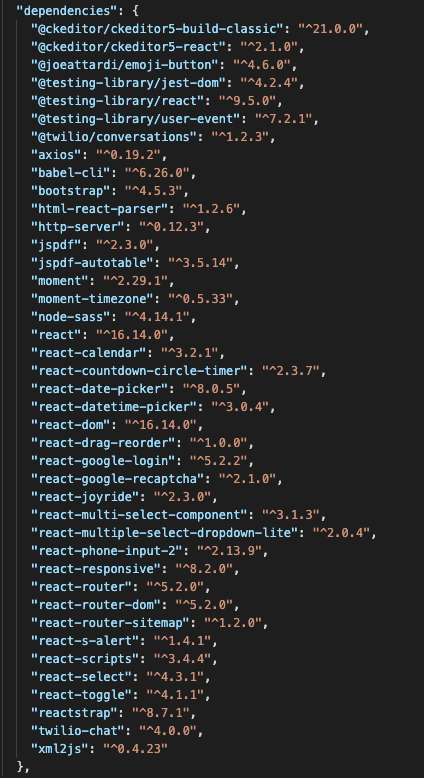 "dependencies": {
"@ckeditor/ckeditor5-build-classic": "^21.0.0",
"@ckeditor/ckeditor5-react": "^2.1.0",
"@joeattardi/emoji-button": "^4.6.0",
"@testing-library/jest-dom": "^4.2.4",
"@testing-library/react": "^9.5.0",
"@testing-library/user-event": "^7.2.1",
"@twilio/conversations": "^1.2.3",
"axios": "^0.19.2",
"babel-cli": "^6.26.0",
"bootstrap": "^4.5.3",
"html-react-parser": "^1.2.6",
"http-server": "^0.12.3",
"jspdf": "^2.3.0",
"jspdf-autotable": "^3.5.14",
"moment": "^2.29.1",
"moment-timezone": "^0.5.33",
"node-sass": "^4.14.1",
"react": "^16.14.0",
"react-calendar": "^3.2.1",
"react-countdown-circle-timer": "^2.3.7",
"react-date-picker": "^8.0.5",
"react-datetime-picker": "^3.0.4",
"react-dom": "^16.14.0",
"react-drag-reorder": "^1.0.0",
"react-google-login": "^5.2.2",
"react-google-recaptcha": "^2.1.0",
"react-joyride": "^2.3.0",
"react-multi-select-component": "^3.1.3",
"react-multiple-select-dropdown-lite": "^2.0.4",
"react-phone-input-2": "^2.13.9",
"react-responsive": "^8.2.0",
"react-router": "^5.2.0",
"react-router-dom": "^5.2.0",
"react-router-sitemap": "^1.2.0",
"react-s-alert": "^1.4.1",
"react-scripts": "^3.4.4",
"react-select": "^4.3.1",
"react-toggle": "^4.1.1",
"reactstrap": "^8.7.1",
"twilio-chat": "^4.0.0",
"xml2js": "^0.4.23"
},